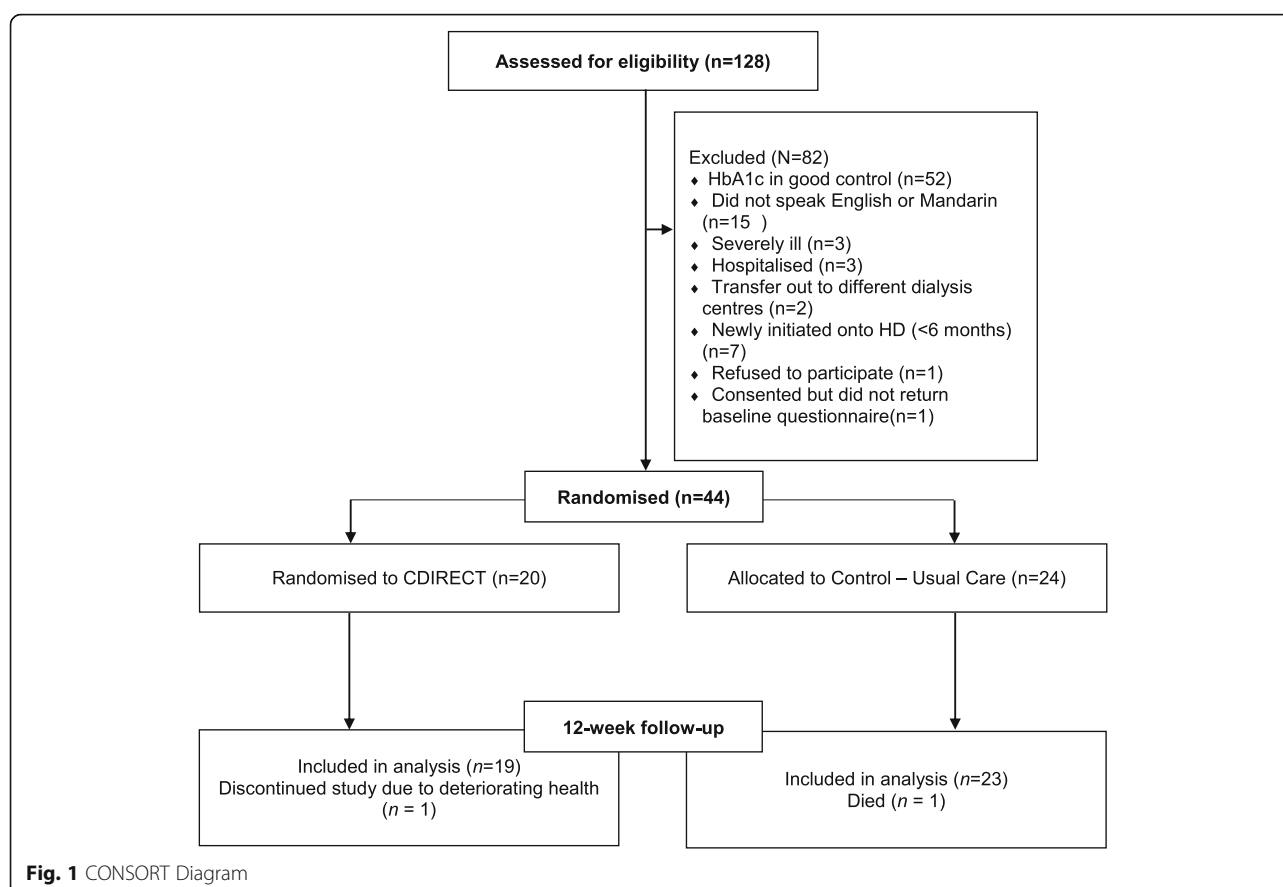 Assessed for eligibility (n=128)
Excluded (N=82)
♦ HbA1c in good control (n=52)
♦ Did not speak English or Mandarin
(n=15 )
♦ Severely ill (n=3)
♦ Hospitalised (n=3)
♦ Transfer out to different dialysis
centres (n=2)
♦ Newly initiated onto HD (<6 months)
(n=7)
♦ Refused to participate (n=1)
♦ Consented but did not return
baseline questionnaire(n=1)
Randomised (n=44)
Randomised to CDIRECT (n=20)
Allocated to Control – Usual Care (n=24)
12-week follow-up
Included in analysis (n=19)
Discontinued study due to deteriorating health
(n = 1)
Included in analysis (n=23)
Died (n = 1)
Fig. 1 CONSORT Diagram